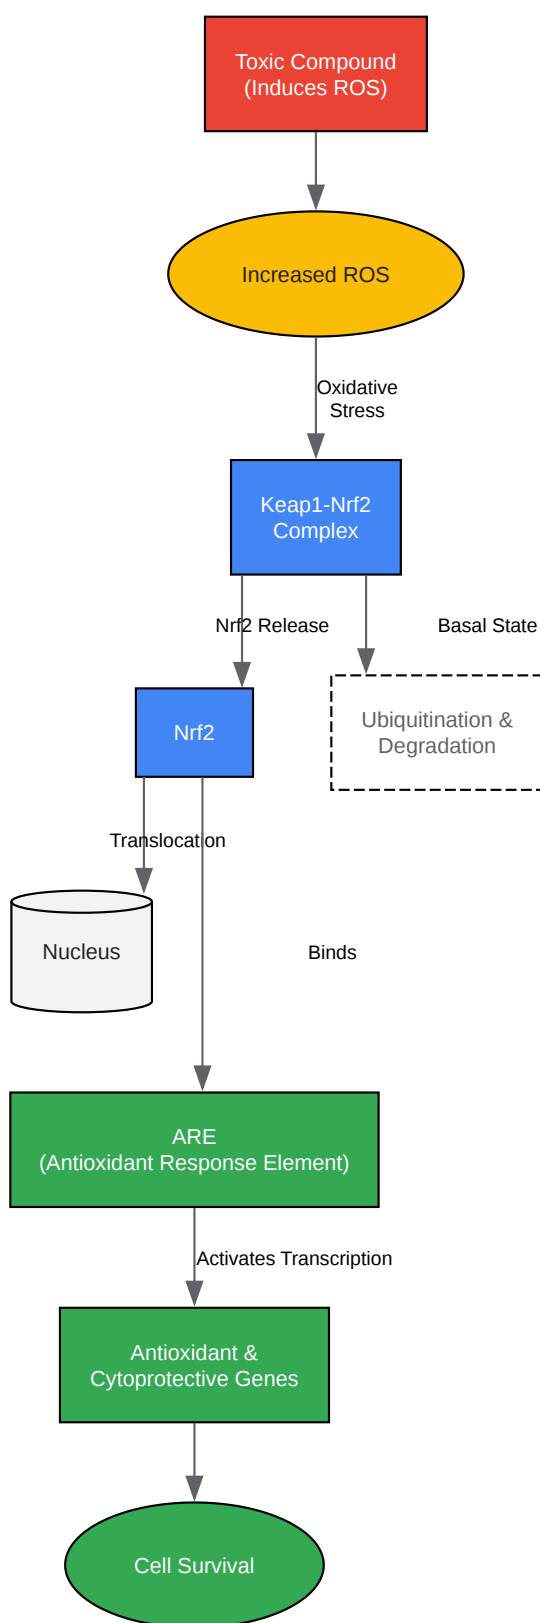 Toxic Compound
(Induces ROS)
Increased ROS
Oxidative
Stress
Keap1-Nrf2
Complex
Nrf2 Release
Basal State
Nrf2
Ubiquitination &
Degradation
Translocation
Nucleus
Binds
ARE
(Antioxidant Response Element)
Activates Transcription
Antioxidant &
Cytoprotective Genes
Cell Survival